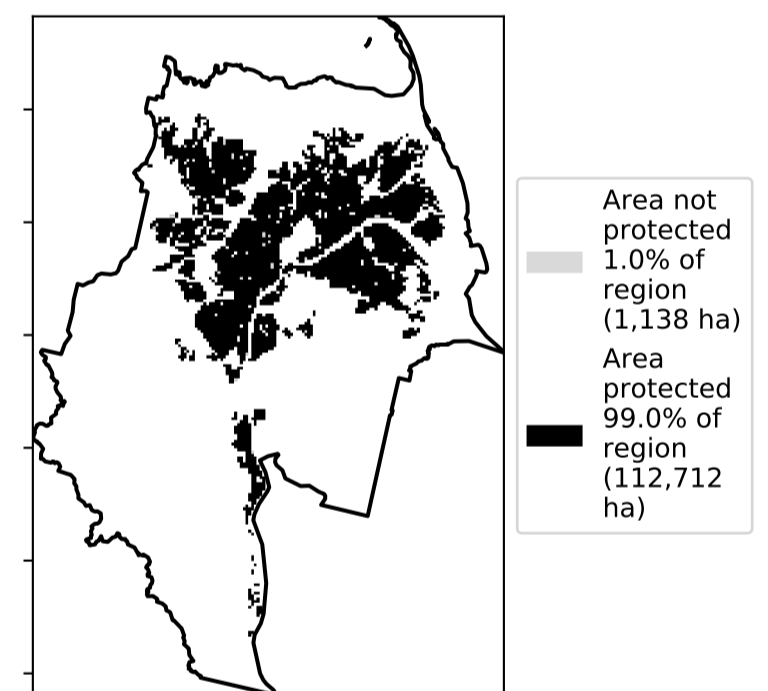 Area not
protected
1.0% of
region
(1,138 ha)
Area
protected
99.0% of
region
(112,712
ha)